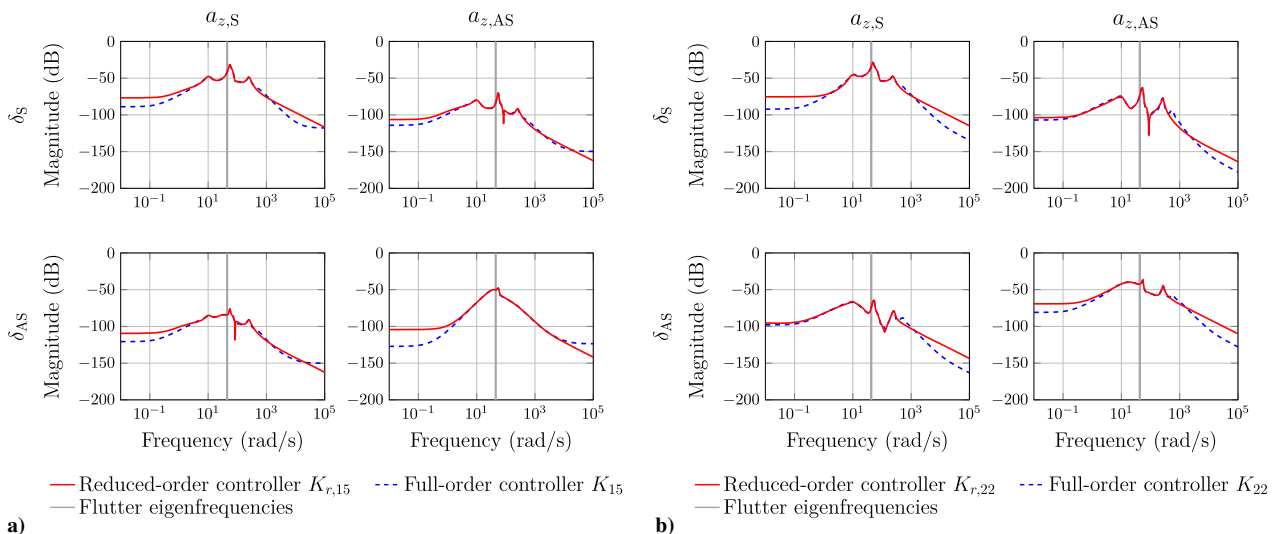 a_{z,S} a_{z,AS} a_{z,S} a_{z,AS}
δ_S Magnitude (dB) 0 −50 −100 −150 −200 0 −50 −100 −150 −200 δ_S Magnitude (dB) 0 −50 −100 −150 −200 0 −50 −100 −150 −200
10^{−1} 10^1 10^3 10^5 10^{−1} 10^1 10^3 10^5 10^{−1} 10^1 10^3 10^5 10^{−1} 10^1 10^3 10^5
δ_{AS} Magnitude (dB) 0 −50 −100 −150 −200 0 −50 −100 −150 −200 δ_{AS} Magnitude (dB) 0 −50 −100 −150 −200 0 −50 −100 −150 −200
10^{−1} 10^1 10^3 10^5 10^{−1} 10^1 10^3 10^5 10^{−1} 10^1 10^3 10^5 10^{−1} 10^1 10^3 10^5
Frequency (rad/s) Frequency (rad/s) Frequency (rad/s) Frequency (rad/s)
Reduced-order controller K_{r,15} Full-order controller K_{15} Reduced-order controller K_{r,22} Full-order controller K_{22}
Flutter eigenfrequencies Flutter eigenfrequencies
a) b)